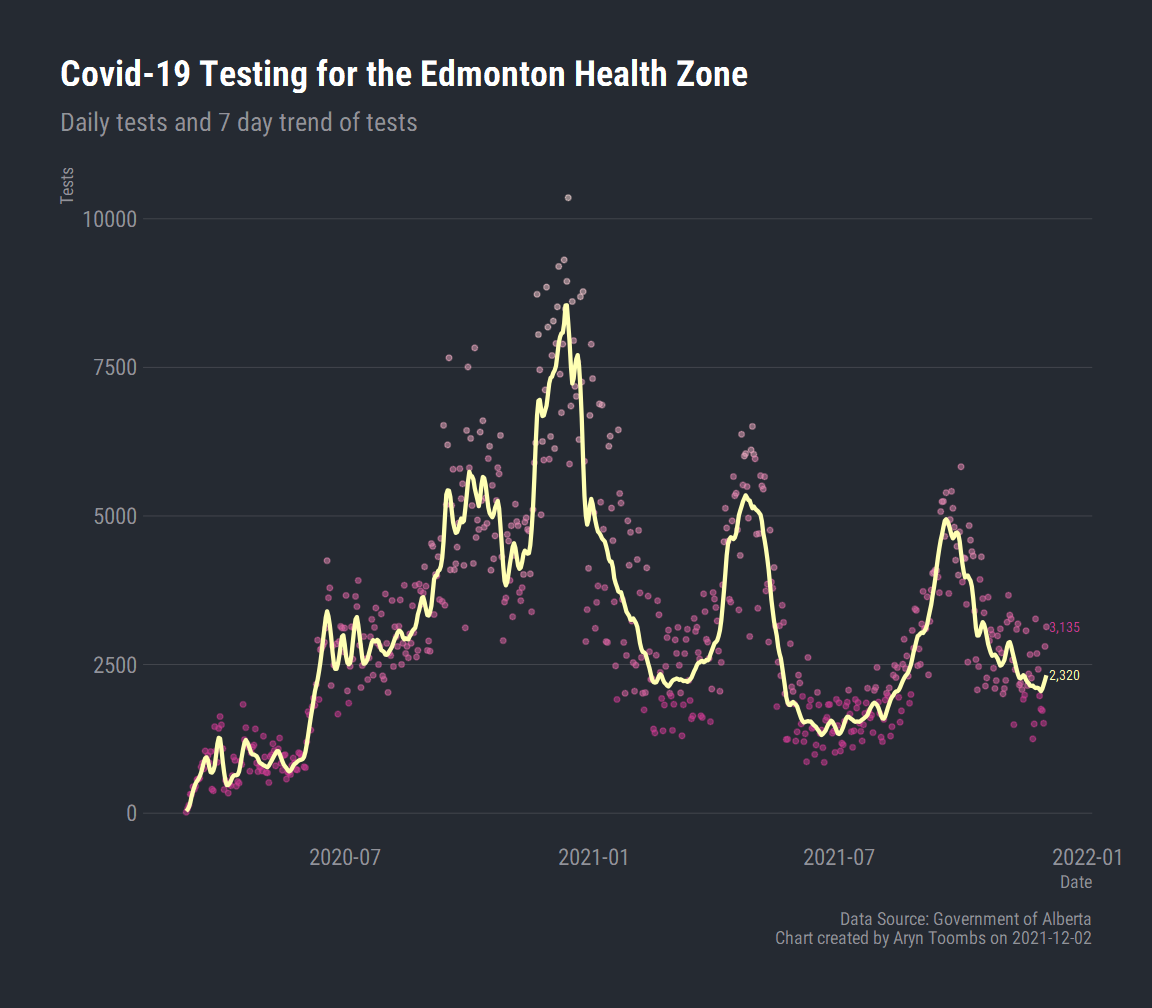 Covid-19 Testing for the Edmonton Health Zone
Daily tests and 7 day trend of tests
Tests
10000
7500
5000
2500
0
3,135
2,320
2020-07
2021-01
2021-07
2022-01
Date
Data Source: Government of Alberta
Chart created by Aryn Toombs on 2021-12-02